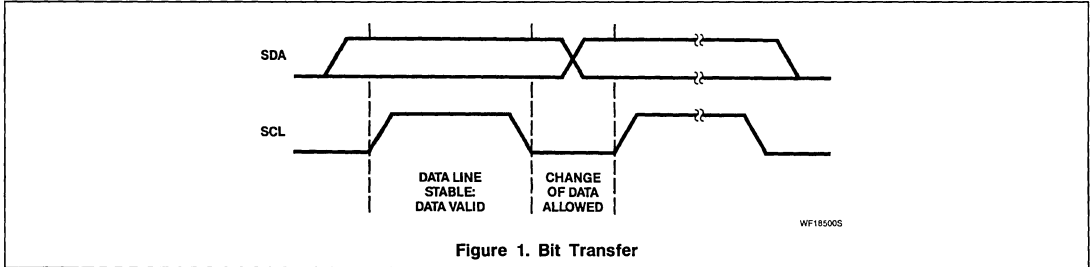 SDA
SCL
DATA LINE
STABLE:
DATA VALID
CHANGE
OF DATA
ALLOWED
WF18500S
Figure 1. Bit Transfer